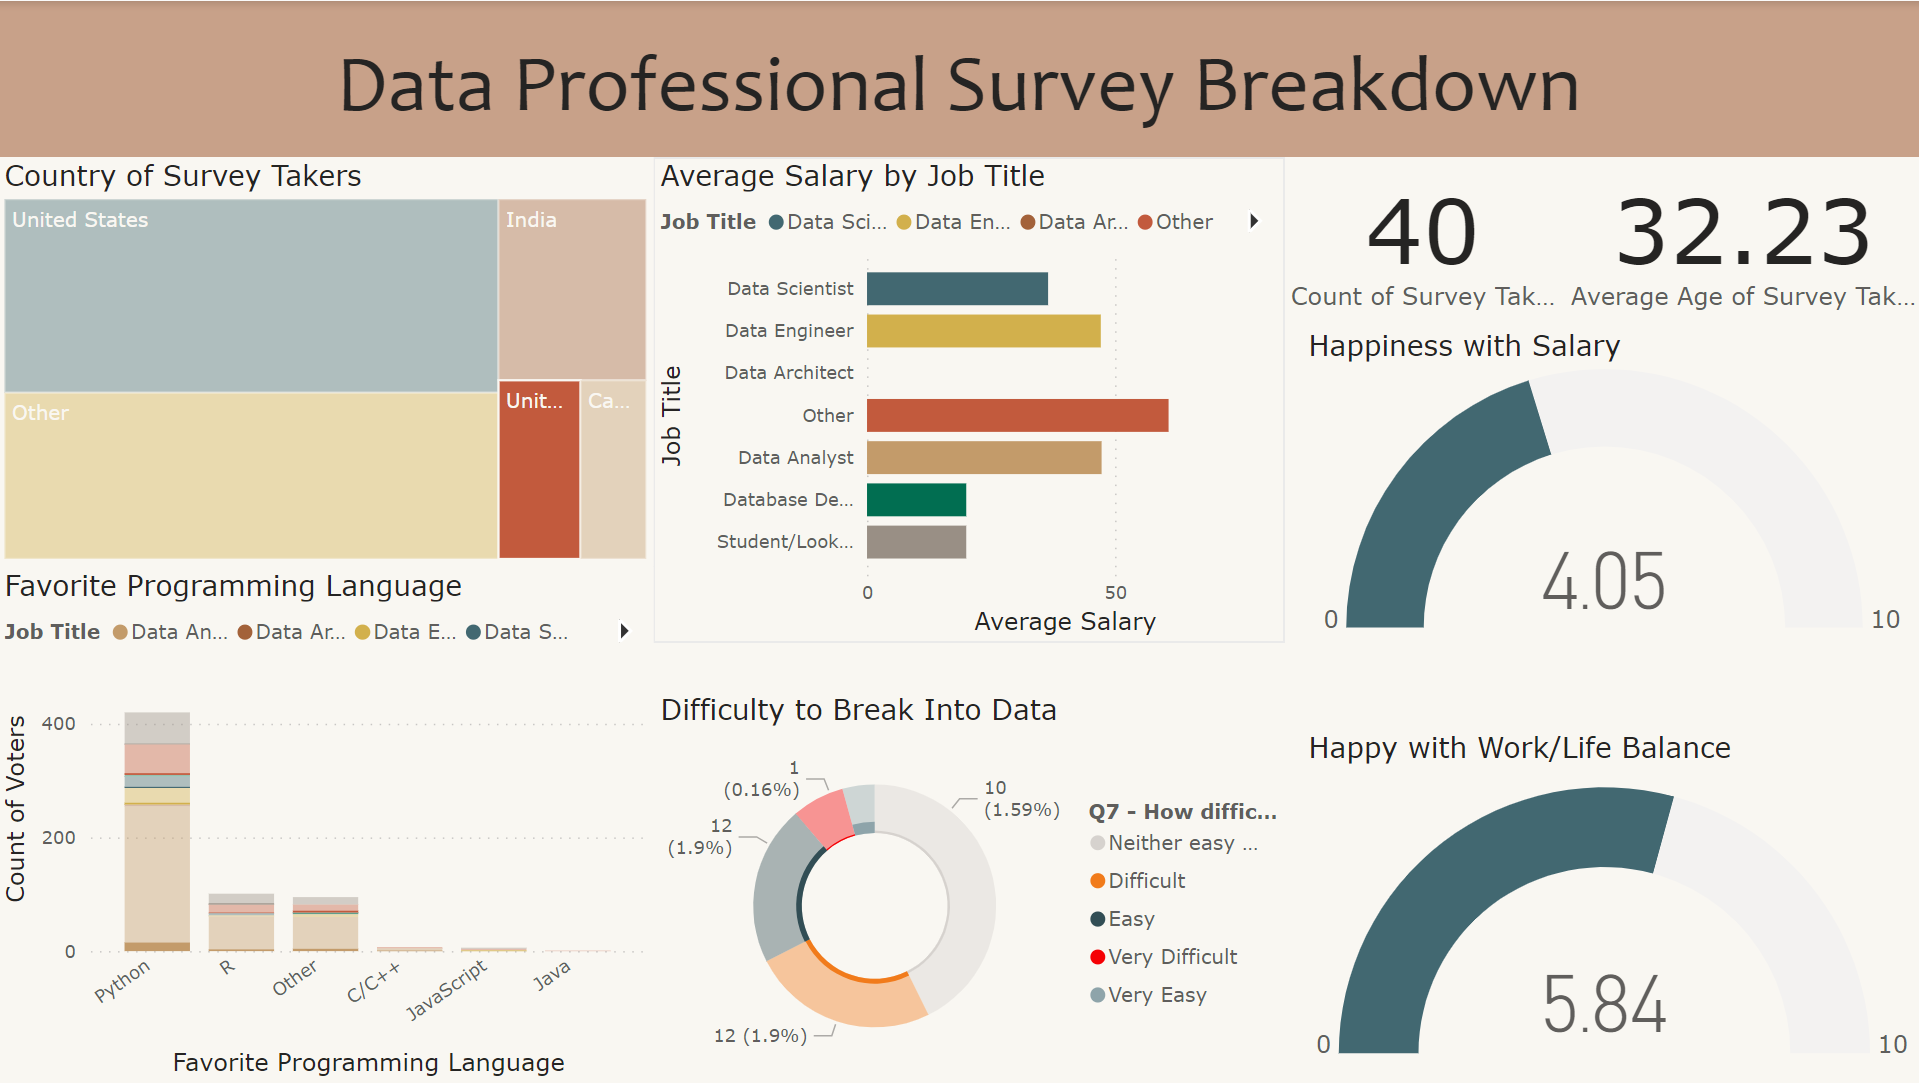 Data Professional Survey Breakdown
Country of Survey Takers
United States
India
Other
Unit...
Ca...
Average Salary by Job Title
Job Title Data Sci... Data En... Data Ar... Other
Job Title
Data Scientist
Data Engineer
Data Architect
Other
Data Analyst
Database De...
Student/Look...
0 50
Average Salary
40
Count of Survey Tak...
32.23
Average Age of Survey Tak...
Happiness with Salary
4.05
0 10
Favorite Programming Language
Job Title Data An... Data Ar... Data E... Data S...
Count of Voters
400
200
0
Python R Other C/C++ JavaScript Java
Favorite Programming Language
Difficulty to Break Into Data
1
(0.16%)
10
(1.59%)
12
(1.9%)
12 (1.9%)
Q7 - How diffic...
Neither easy ...
Difficult
Easy
Very Difficult
Very Easy
Happy with Work/Life Balance
5.84
0 10